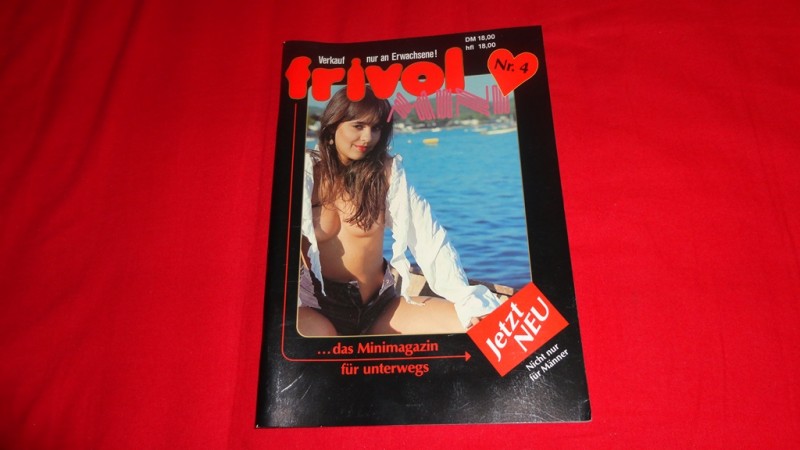 Verkauf nur an Erwachsene!
DM 18,00
hfl 18,00
frivol
MINI
Nr. 4
...das Minimagazin
für unterwegs
Jetzt
NEU
Nicht nur
für Männer